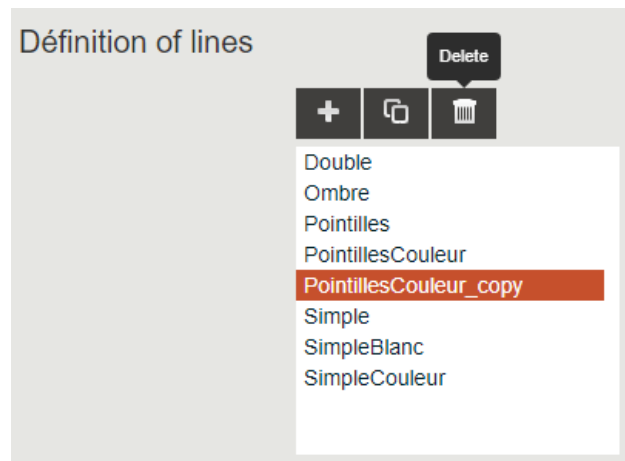 Définition of lines
Delete
Double
Ombre
Pointilles
PointillesCouleur
PointillesCouleur_copy
Simple
SimpleBlanc
SimpleCouleur